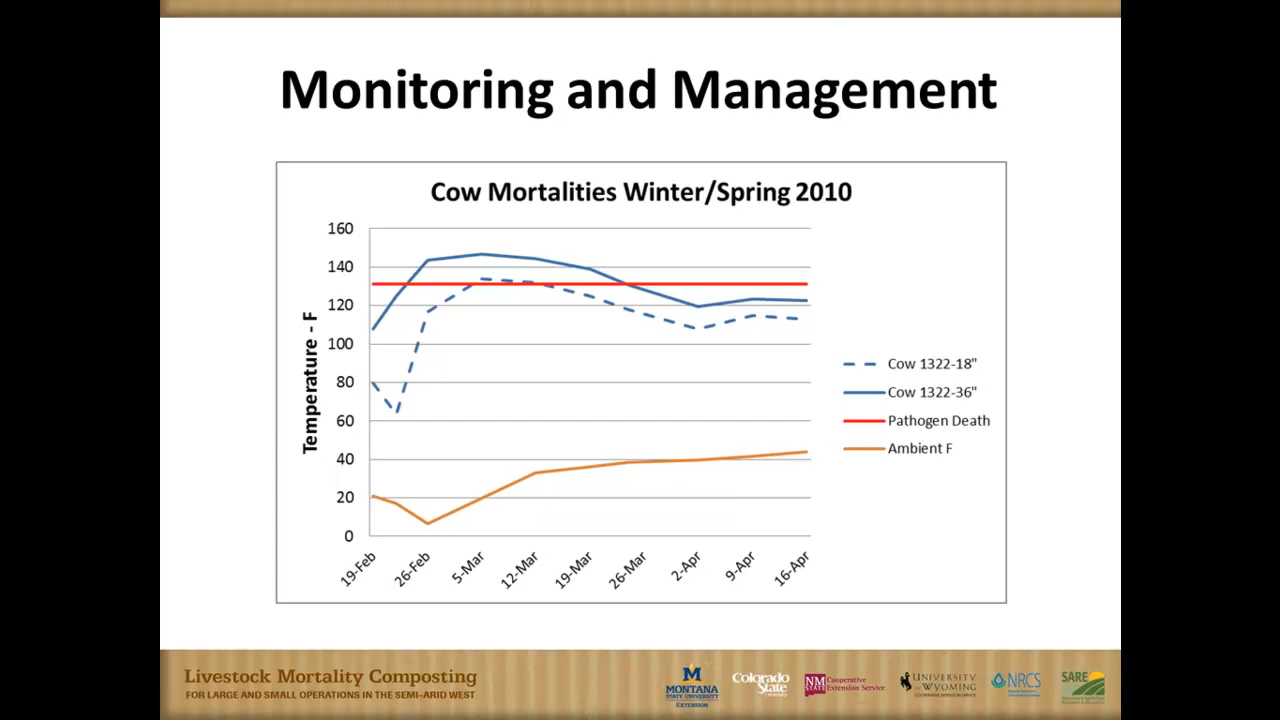 Monitoring and Management
Cow Mortalities Winter/Spring 2010
Temperature - F
160
140
120
100
80
60
40
20
0
19-Feb
26-Feb
5-Mar
12-Mar
19-Mar
26-Mar
2-Apr
9-Apr
16-Apr
Cow 1322-18"
Cow 1322-36"
Pathogen Death
Ambient F
Livestock Mortality Composting
FOR LARGE AND SMALL OPERATIONS IN THE SEMI-ARID WEST
M
MONTANA
STATE UNIVERSITY
EXTENSION
Colorado
State
NM
STATE
Cooperative
Extension Service
UNIVERSITY
OF WYOMING
NRCS
SARE